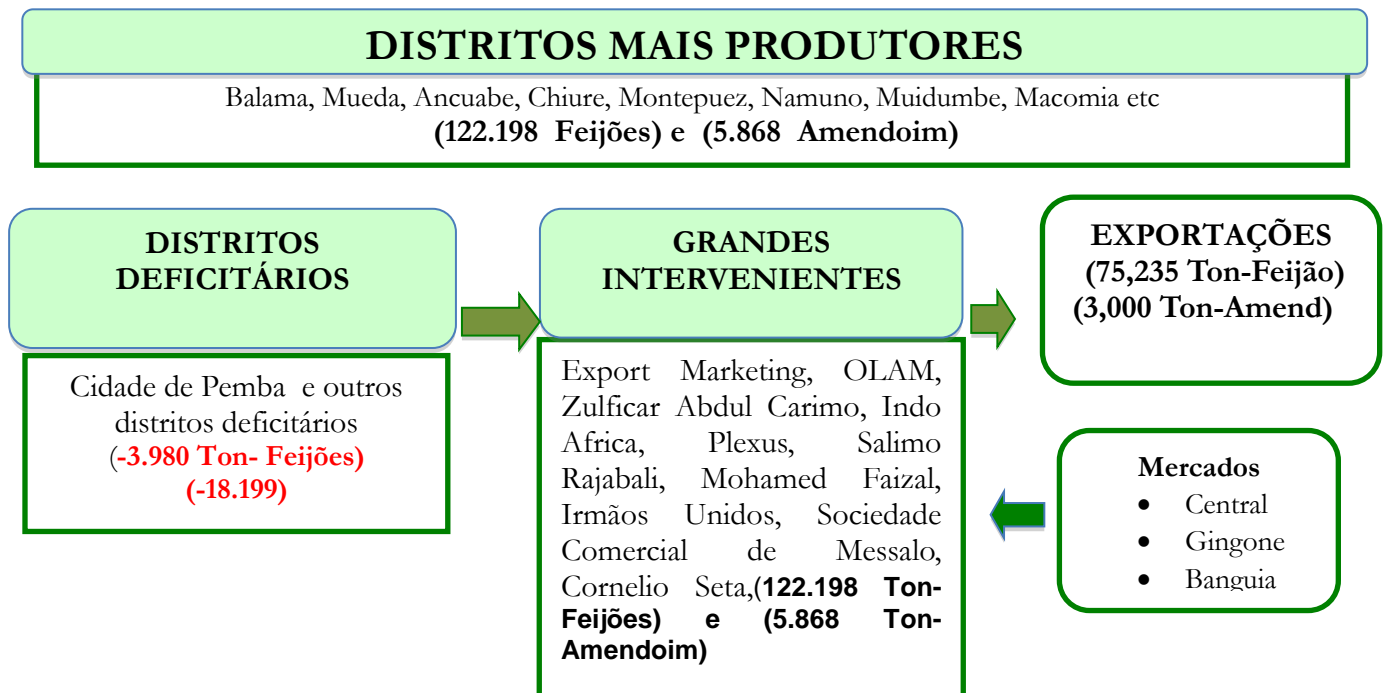 DISTRITOS MAIS PRODUTORES
Balama, Mueda, Ancuabe, Chiure, Montepuez, Namuno, Muidumbe, Macomia etc
(122.198 Feijões) e (5.868 Amendoim)
DISTRITOS
DEFICITÁRIOS
Cidade de Pemba e outros
distritos deficitários
(-3.980 Ton- Feijões)
(-18.199)
GRANDES
INTERVENIENTES
Export Marketing, OLAM,
Zulficar Abdul Carimo, Indo
Africa, Plexus, Salimo
Rajabali, Mohamed Faizal,
Irmãos Unidos, Sociedade
Comercial de Messalo,
Cornelio Seta,(122.198 Ton-
Feijões) e (5.868 Ton-
Amendoim)
EXPORTAÇÕES
(75,235 Ton-Feijão)
(3,000 Ton-Amend)
Mercados
• Central
• Gingone
• Banguia